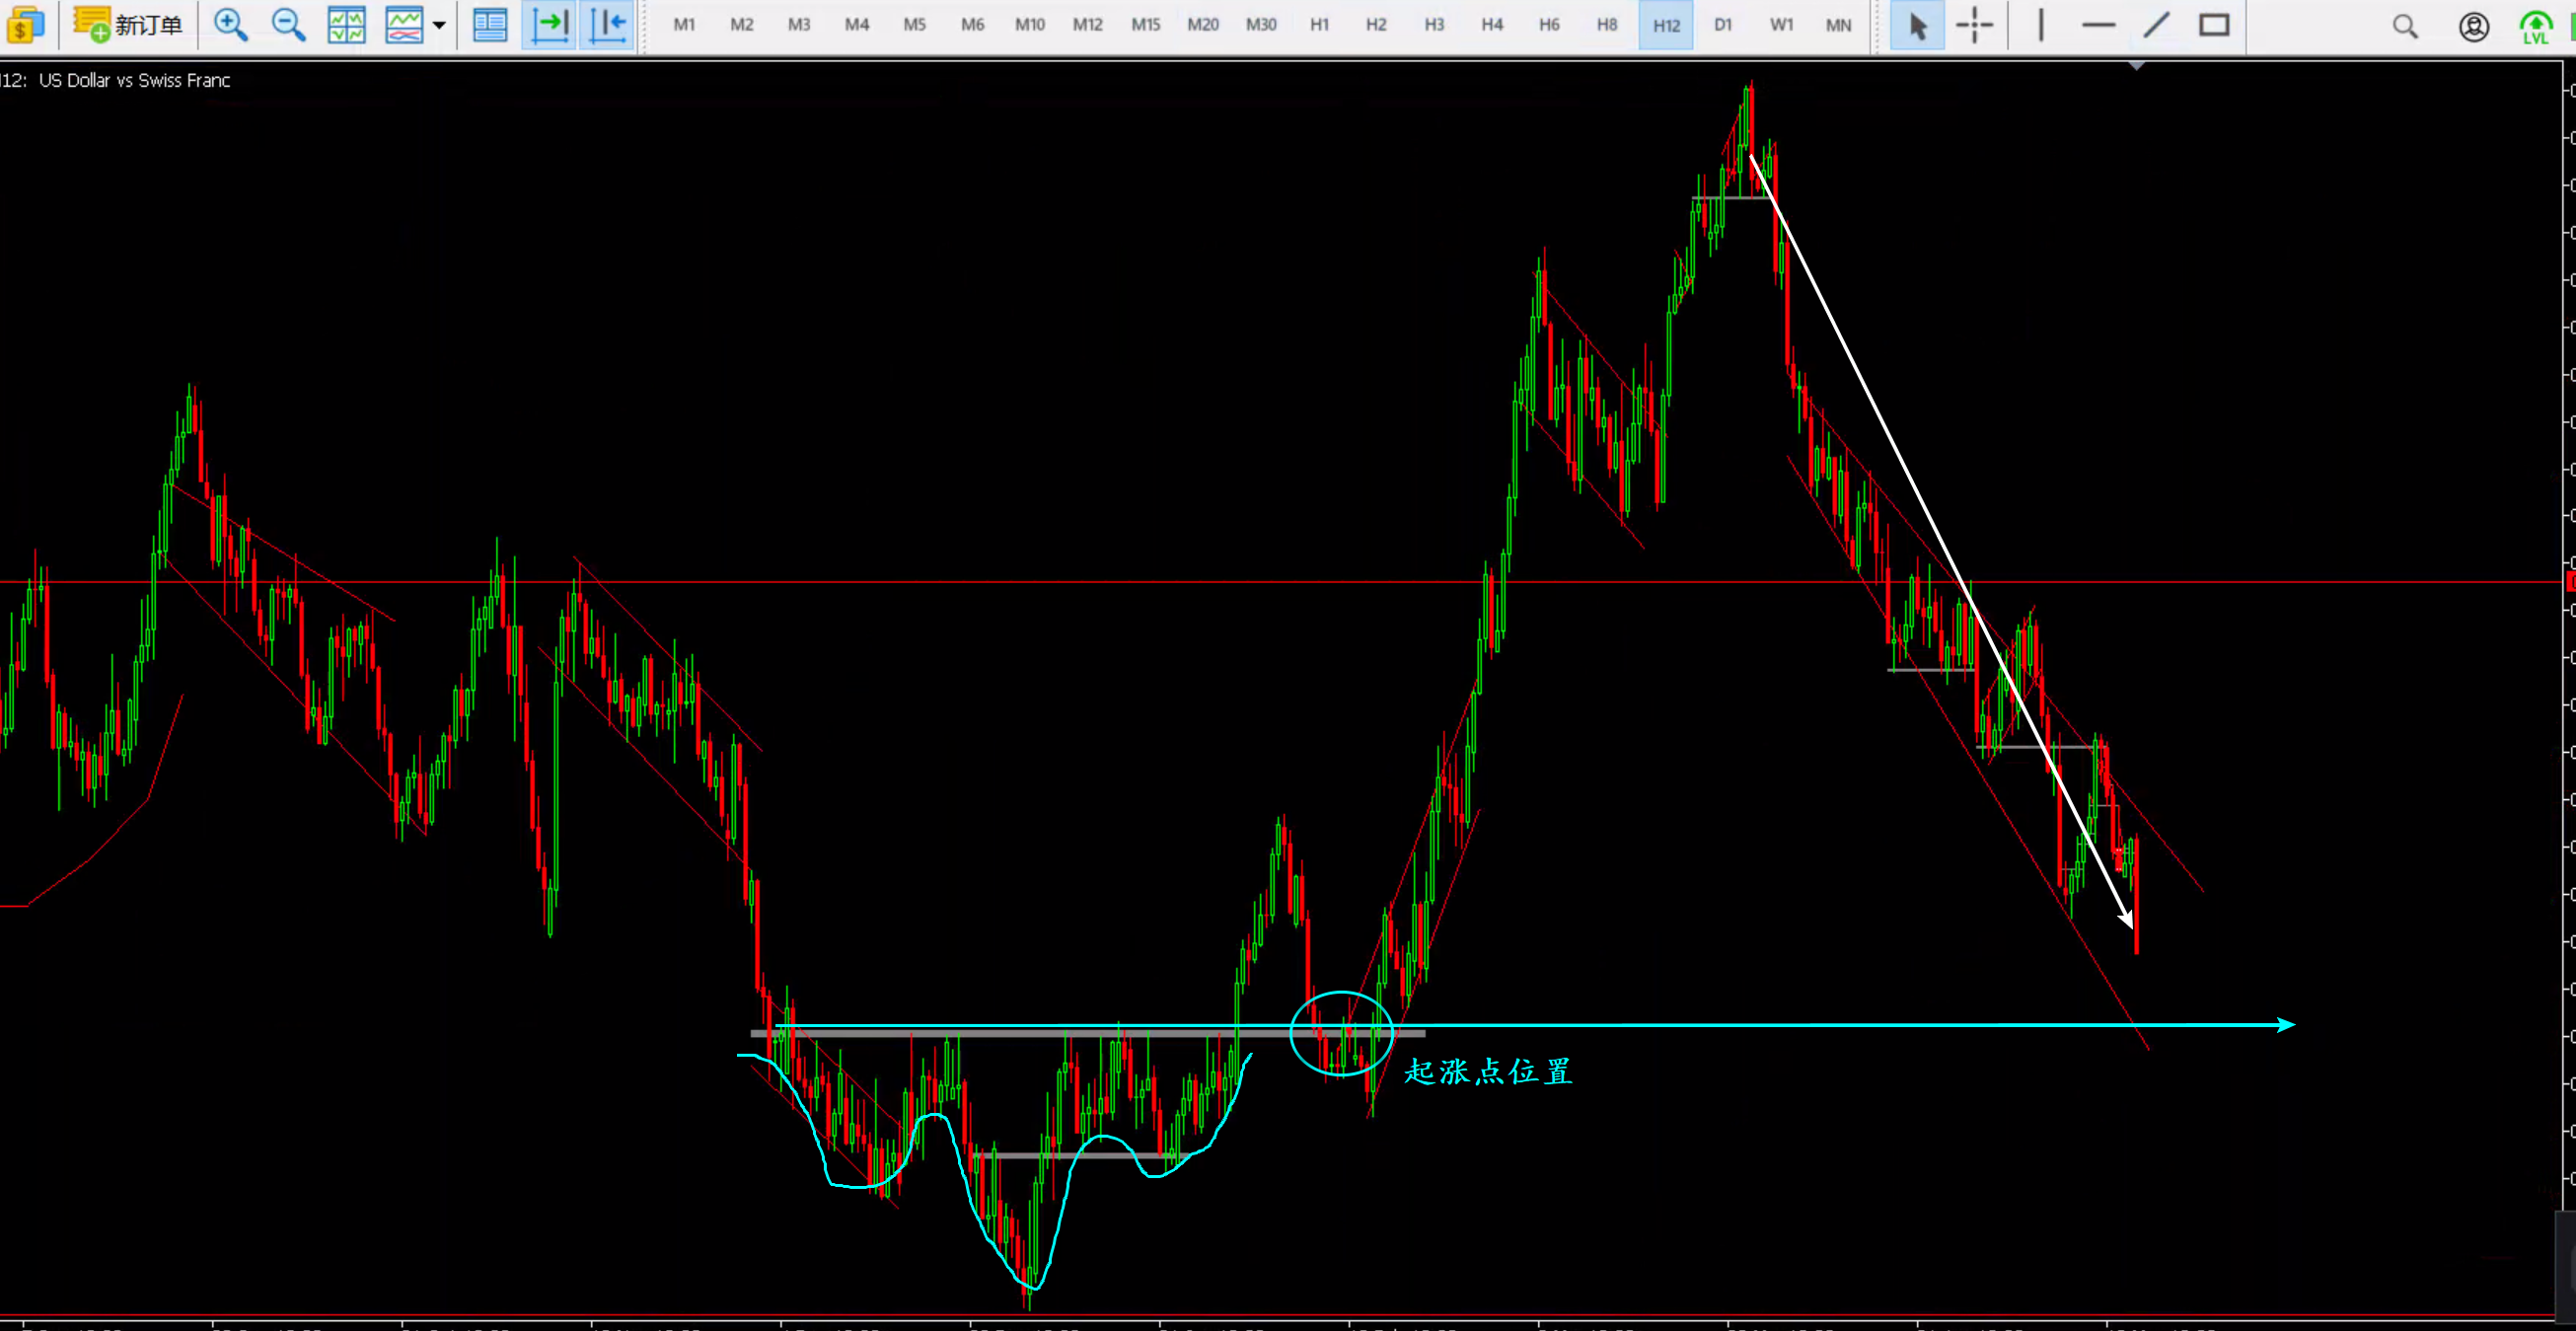 新订单
M1 M2 M3 M4 M5 M6 M10 M12 M15 M20 M30 H1 H2 H3 H4 H6 H8 H12 D1 W1 MN
LVL
US Dollar vs Swiss Franc
起涨点位置